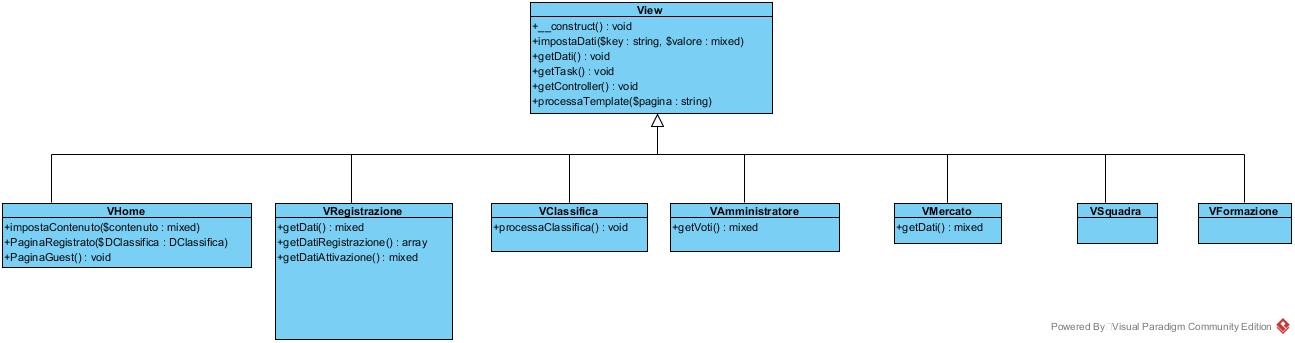 View
+__construct() : void
+impostaDati($key : string, $valore : mixed)
+getDati() : void
+getTask() : void
+getController() : void
+processaTemplate($pagina : string)
VHome
+impostaContenuto($contenuto : mixed)
+PaginaRegistrato($DClassifica : DClassifica)
+PaginaGuest() : void
VRegistrazione
+getDati() : mixed
+getDatiRegistrazione() : array
+getDatiAttivazione() : mixed
VClassifica
+processaClassifica() : void
VAmministratore
+getVoti() : mixed
VMercato
+getDati() : mixed
VSquadra
VFormazione
Powered By Visual Paradigm Community Edition